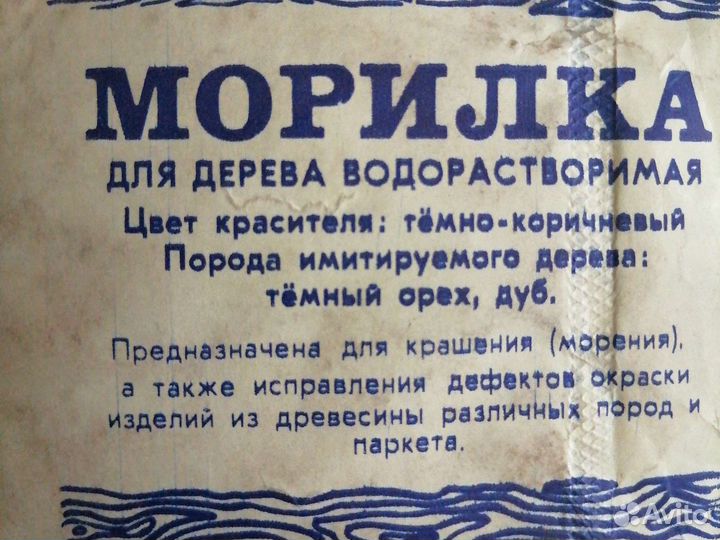 МОРИЛКА
ДЛЯ ДЕРЕВА ВОДОРАСТВОРИМАЯ
Цвет красителя: тёмно-коричневый
Порода имитируемого дерева:
тёмный орех, дуб.
Предназначена для крашения (морения),
а также исправления дефектов окраски
изделий из древесины различных пород и
паркета.
Avito